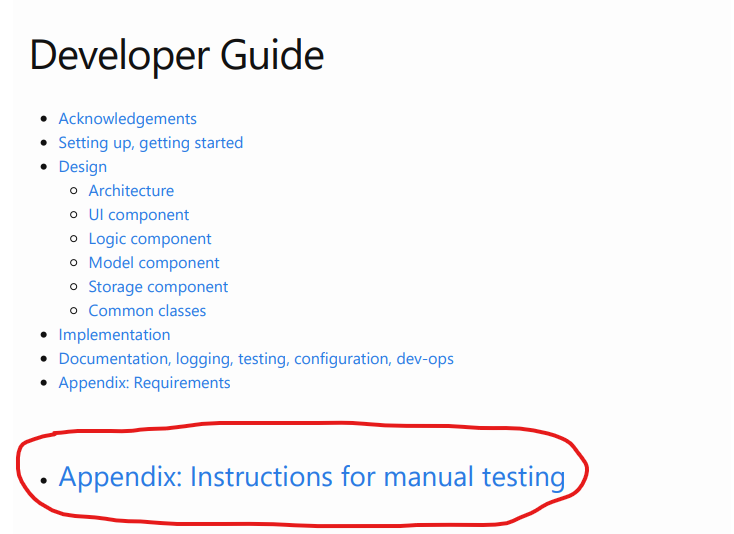 Developer Guide
Acknowledgements
Setting up, getting started
Design
Architecture
UI component
Logic component
Model component
Storage component
Common classes
Implementation
Documentation, logging, testing, configuration, dev-ops
Appendix: Requirements
Appendix: Instructions for manual testing